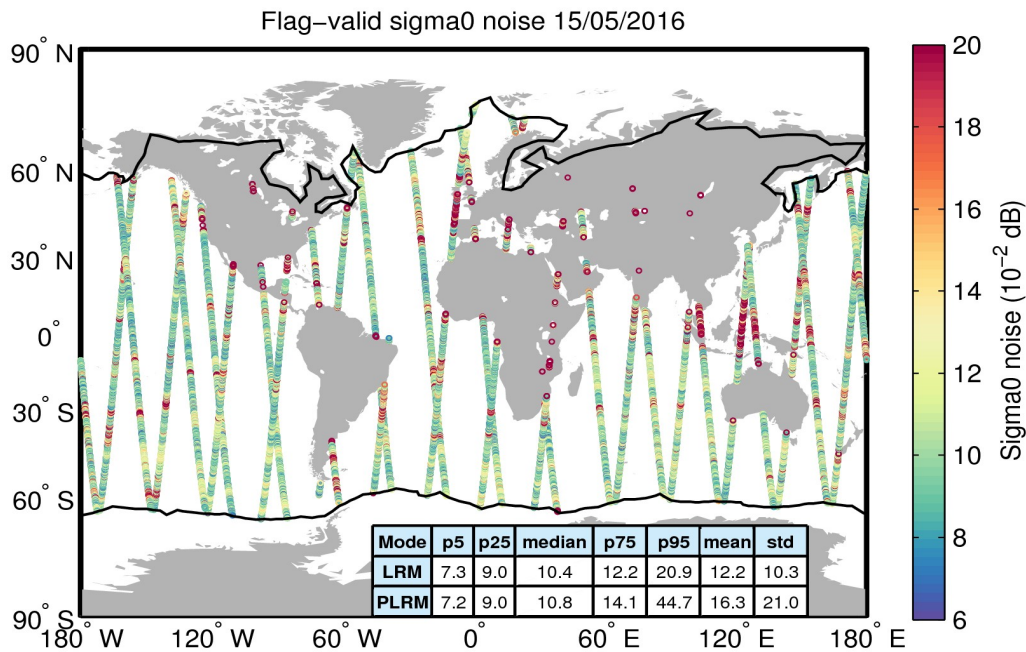 Flag−valid sigma0 noise 15/05/2016
90° N
60° N
30° N
0°
30° S
60° S
90° S
180° W 120° W 60° W 0° 60° E 120° E 180° E
Mode p5 p25 median p75 p95 mean std
LRM 7.3 9.0 10.4 12.2 20.9 12.2 10.3
PLRM 7.2 9.0 10.8 14.1 44.7 16.3 21.0
20
18
16
14
12
10
8
6
Sigma0 noise (10⁻² dB)